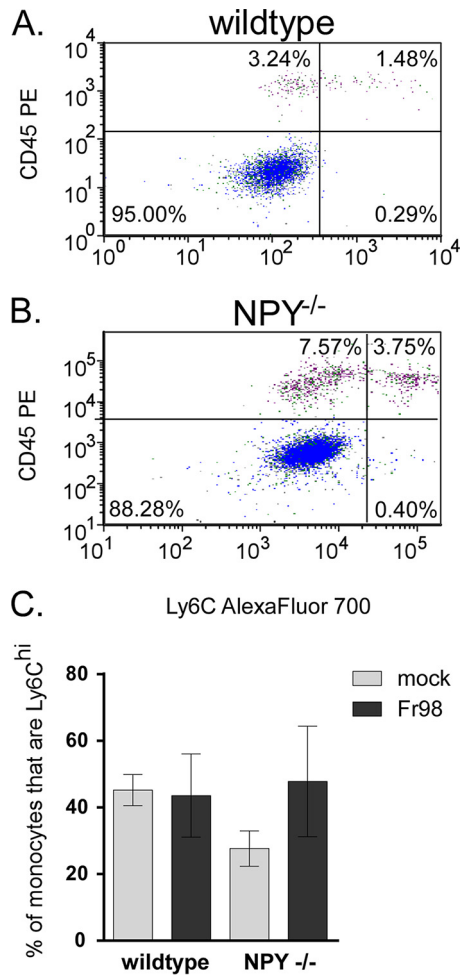 A. wildtype
CD45 PE
10^4
10^3
10^2
10^1
10^0
3.24% 1.48%
95.00% 0.29%
10^0 10^1 10^2 10^3 10^4
B. NPY-/-
CD45 PE
10^5
10^4
10^3
10^2
10^1
7.57% 3.75%
88.28% 0.40%
10^1 10^2 10^3 10^4 10^5
Ly6C AlexaFluor 700
C.
% of monocytes that are Ly6Chi
80
60
40
20
0
mock
Fr98
wildtype NPY -/-